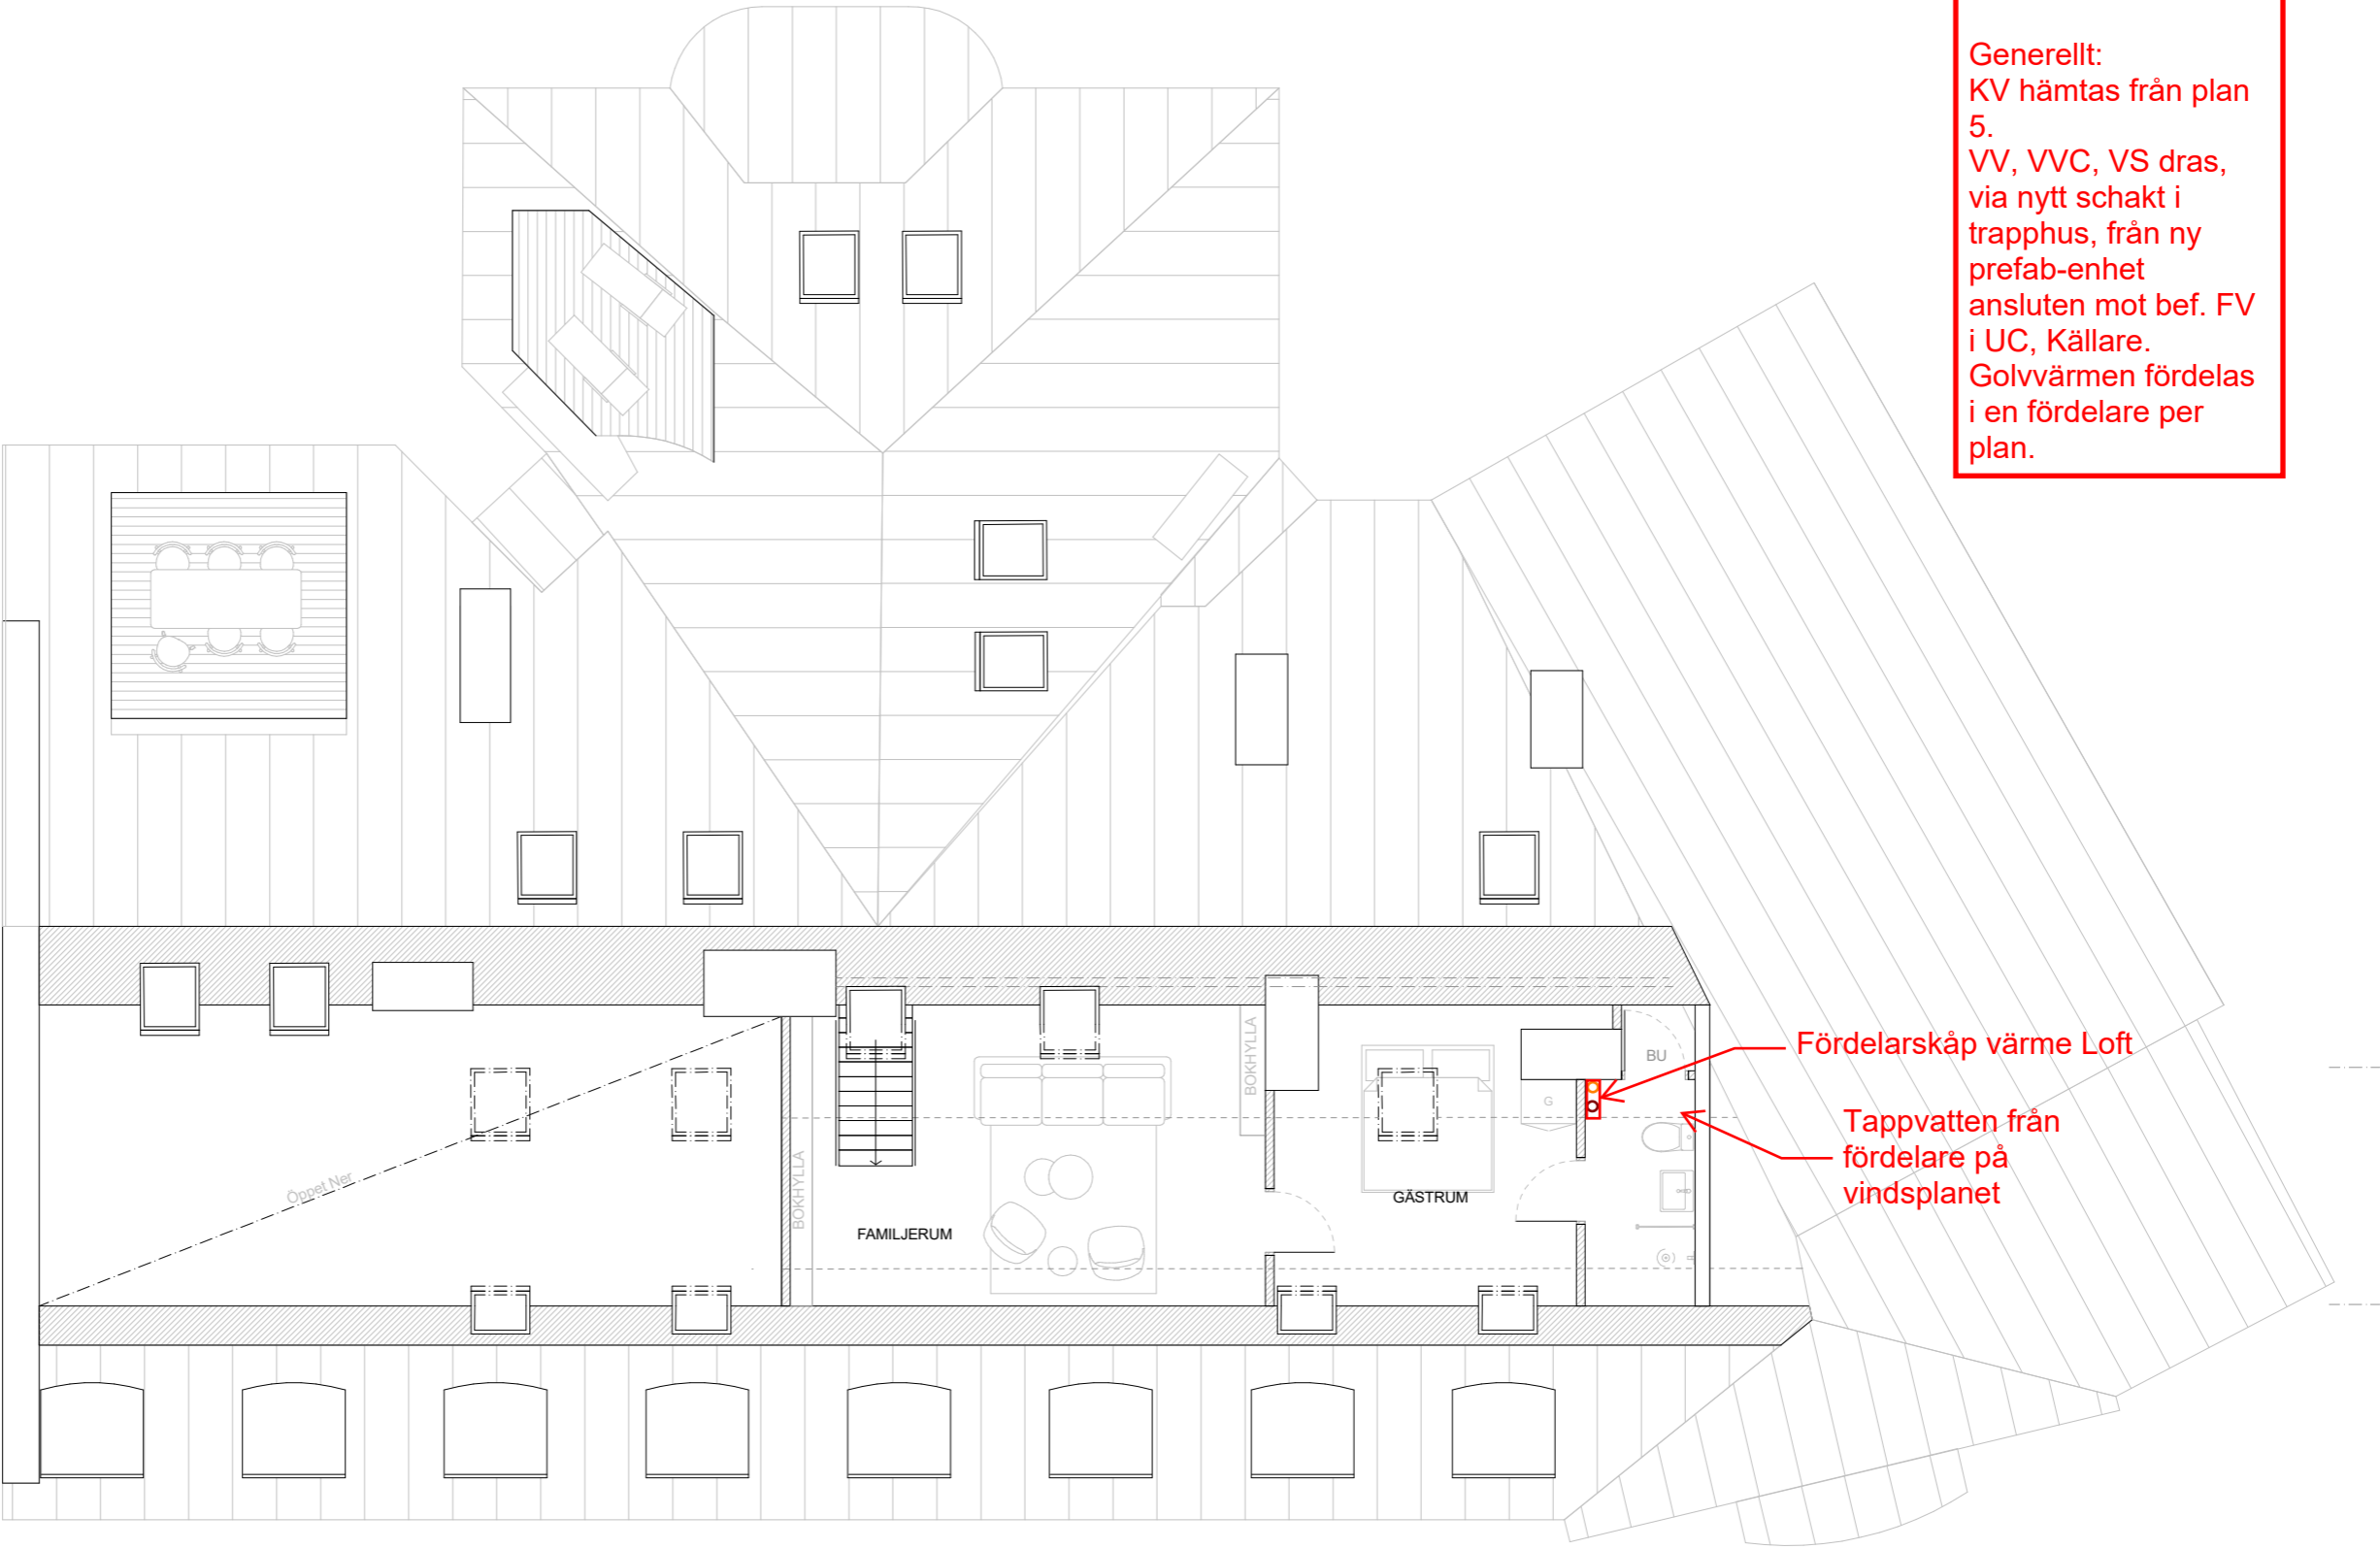 Generellt:
KV hämtas från plan
5.
VV, VVC, VS dras,
via nytt schakt i
trapphus, från ny
prefab-enhet
ansluten mot bef. FV
i UC, Källare.
Golvvärmen fördelas
i en fördelare per
plan.
BOKHYLLA
BU
Fördelarskåp värme Loft
G
Tappvatten från
fördelare på
vindsplanet
Öppet Ner
BOKHYLLA
GÄSTRUM
FAMILJERUM